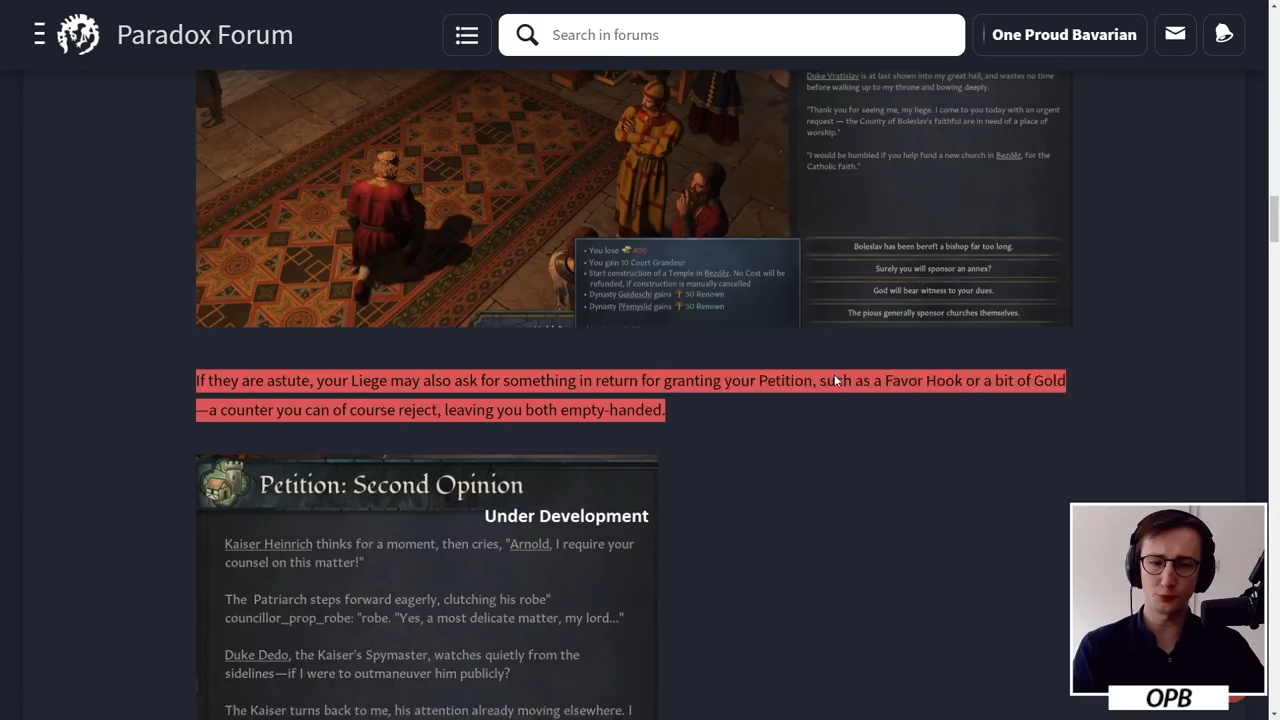 Paradox Forum
Search in forums
One Proud Bavarian
Duke Vratislav is at last shown into my great hall, and wastes no time
before walking up to my throne and bowing deeply.
"Thank you for seeing me, my liege. I come to you today with an urgent
request — the County of Boleslav's faithful are in need of a place of
worship."
"I would be humbled if you help fund a new church in Bezděz, for the
Catholic faith."
• You lose 400
• You gain 10 Court Grandeur
• Start construction of a Temple in Bezděz. No Cost will be
refunded, if construction is manually cancelled
• Dynasty Guideschi gains 50 Renown
• Dynasty Přemyslid gains 50 Renown
Boleslav has been bereft a bishop far too long.
Surely you will sponsor an annex?
God will bear witness to your dues.
The pious generally sponsor churches themselves.
If they are astute, your Liege may also ask for something in return for granting your Petition, such as a Favor Hook or a bit of Gold
—a counter you can of course reject, leaving you both empty-handed.
Petition: Second Opinion
Under Development
Kaiser Heinrich thinks for a moment, then cries, "Arnold, I require your
counsel on this matter!"
The Patriarch steps forward eagerly, clutching his robe"
councillor_prop_robe: "robe. "Yes, a most delicate matter, my lord..."
Duke Dedo, the Kaiser's Spymaster, watches quietly from the
sidelines—if I were to outmaneuver him publicly?
The Kaiser turns back to me, his attention already moving elsewhere. I
OPB